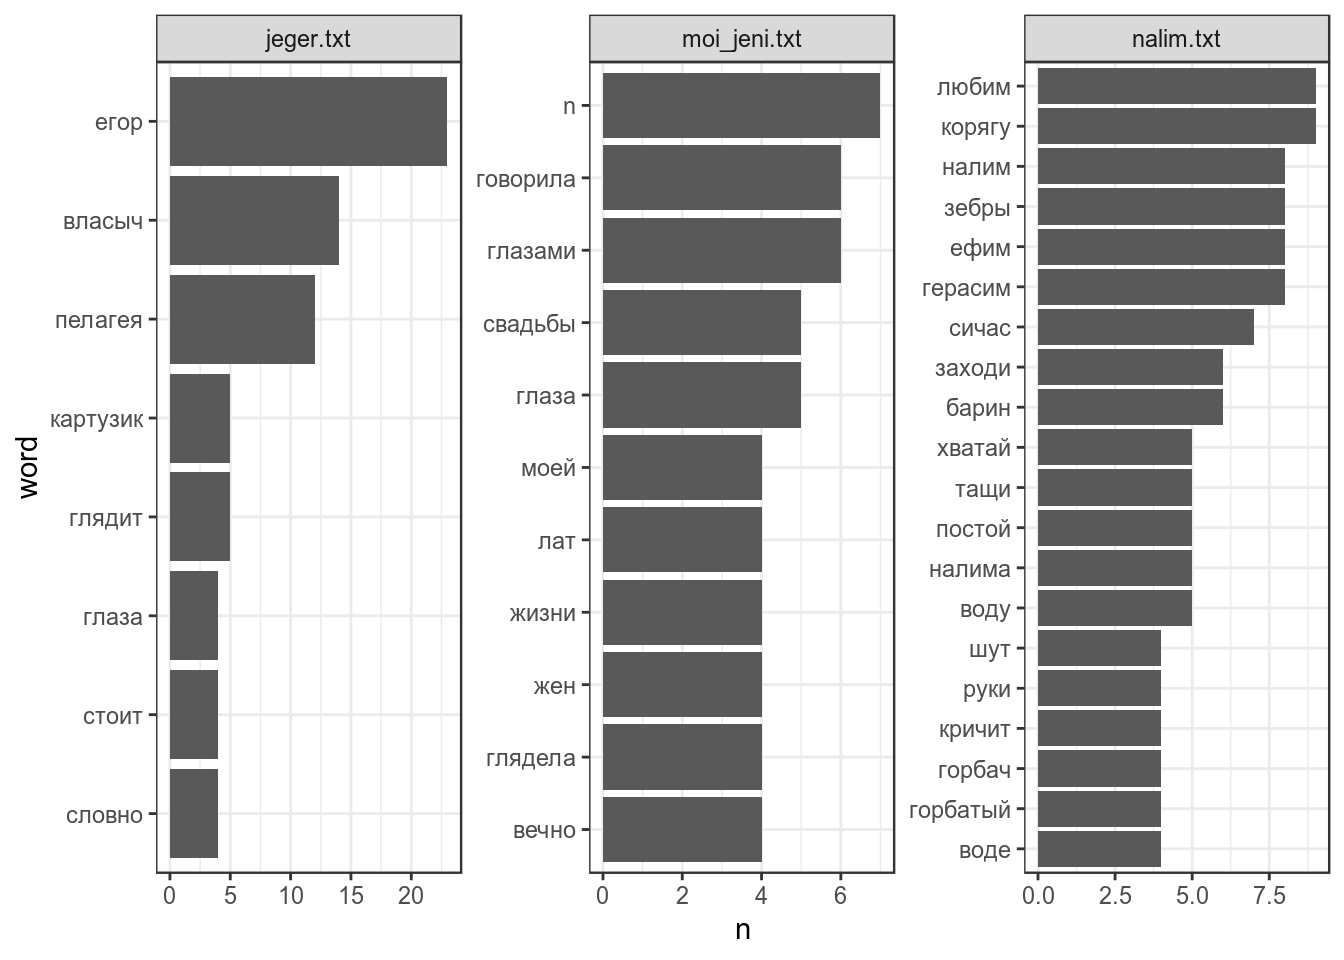 jeger.txt
moi_jeni.txt
nalim.txt
word
егор
власыч
пелагея
картузик
глядит
глаза
стоит
словно
0 5 10 15 20
n
говорила
глазами
свадьбы
глаза
моей
лат
жизни
жен
глядела
вечно
0 2 4 6
любим
корягу
налим
зебры
ефим
герасим
сичас
заходи
барин
хватай
тащи
постой
налима
воду
шут
руки
кричит
горбач
горбатый
воде
0.0 2.5 5.0 7.5
n